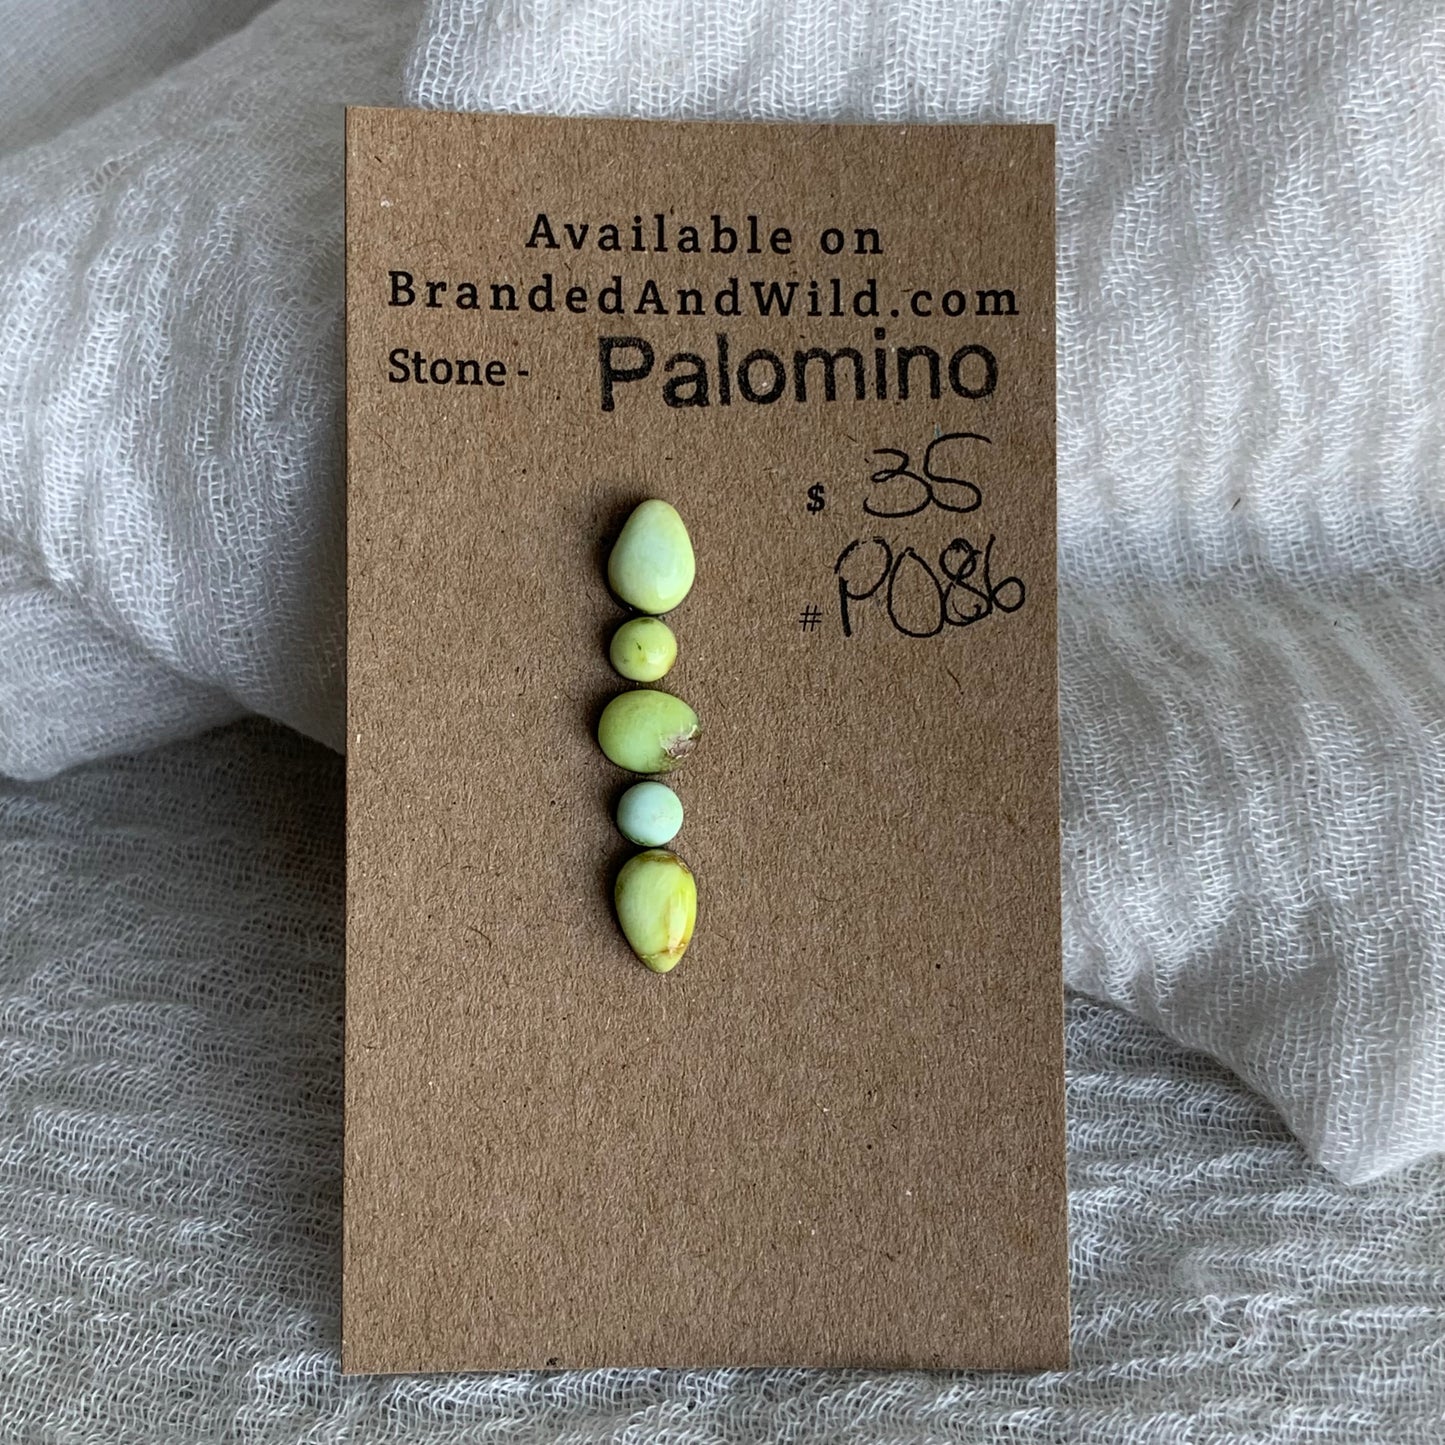 Available on
BrandedAndWild.com
Stone - Palomino
$ 35
# P086